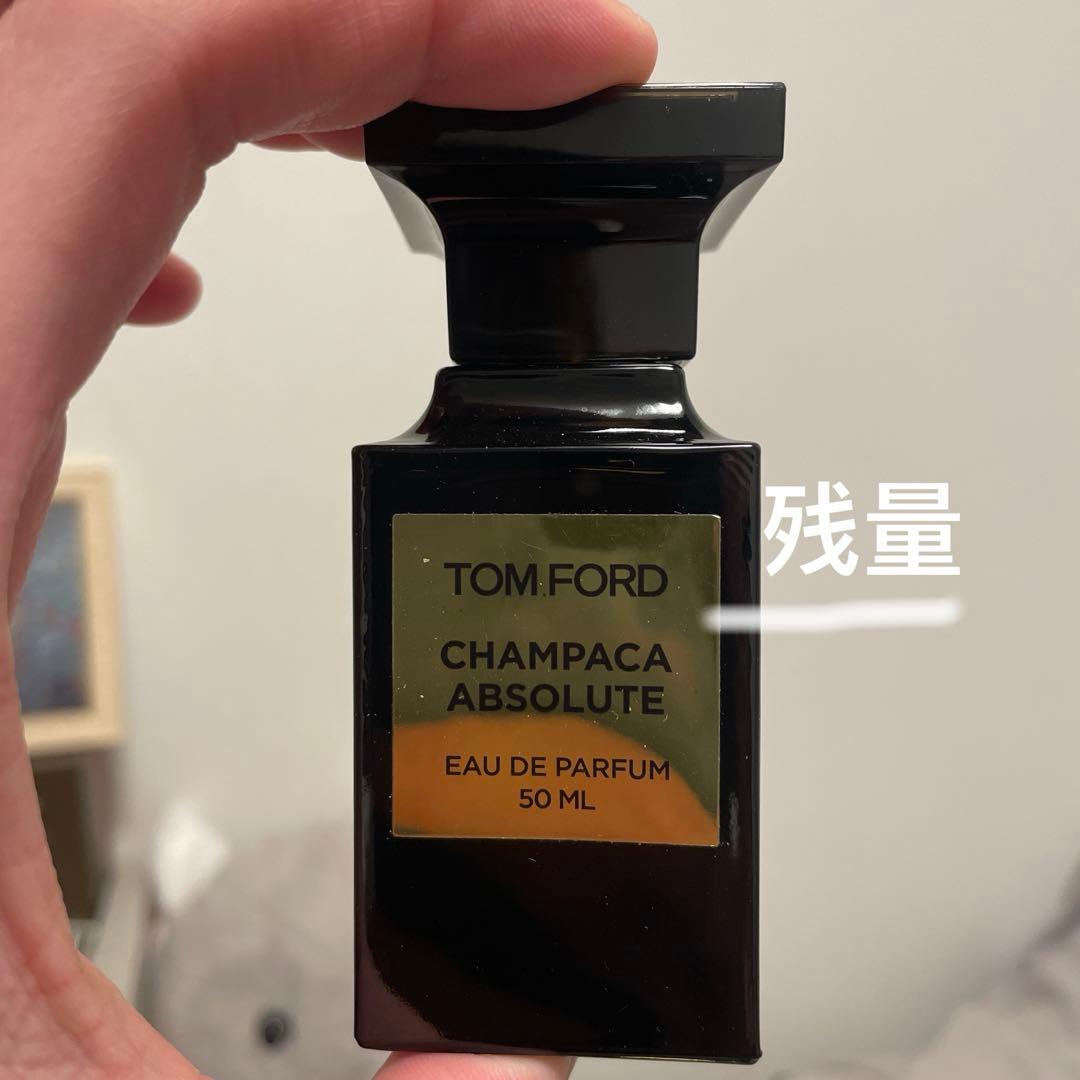 TOM FORD
残量
CHAMPACA
ABSOLUTE
EAU DE PARFUM
50 ML